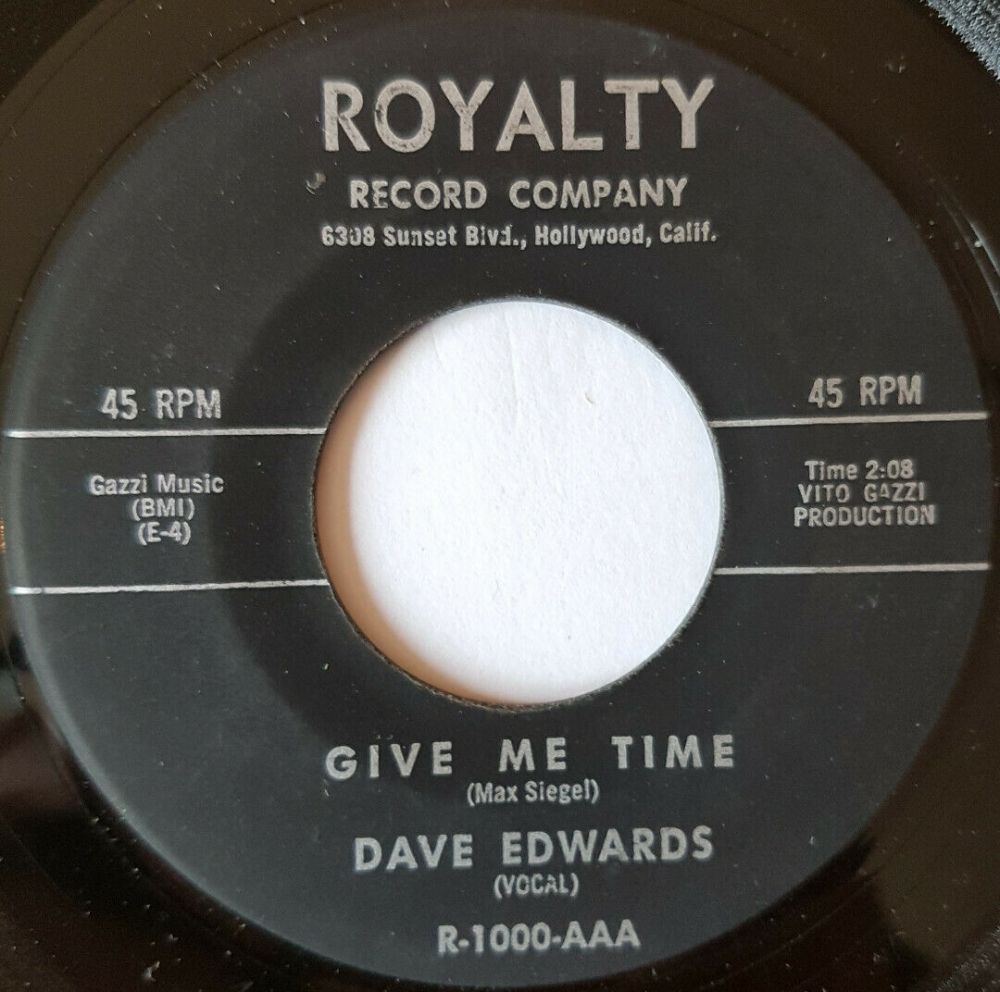 ROYALTY
RECORD COMPANY
6308 Sunset Blvd., Hollywood, Calif.
45 RPM
45 RPM
Gazzi Music
(BMI)
(E-4)
Time 2:08
VITO GAZZI
PRODUCTION
GIVE ME TIME
(Max Siegel)
DAVE EDWARDS
(VOCAL)
R-1000-AAA